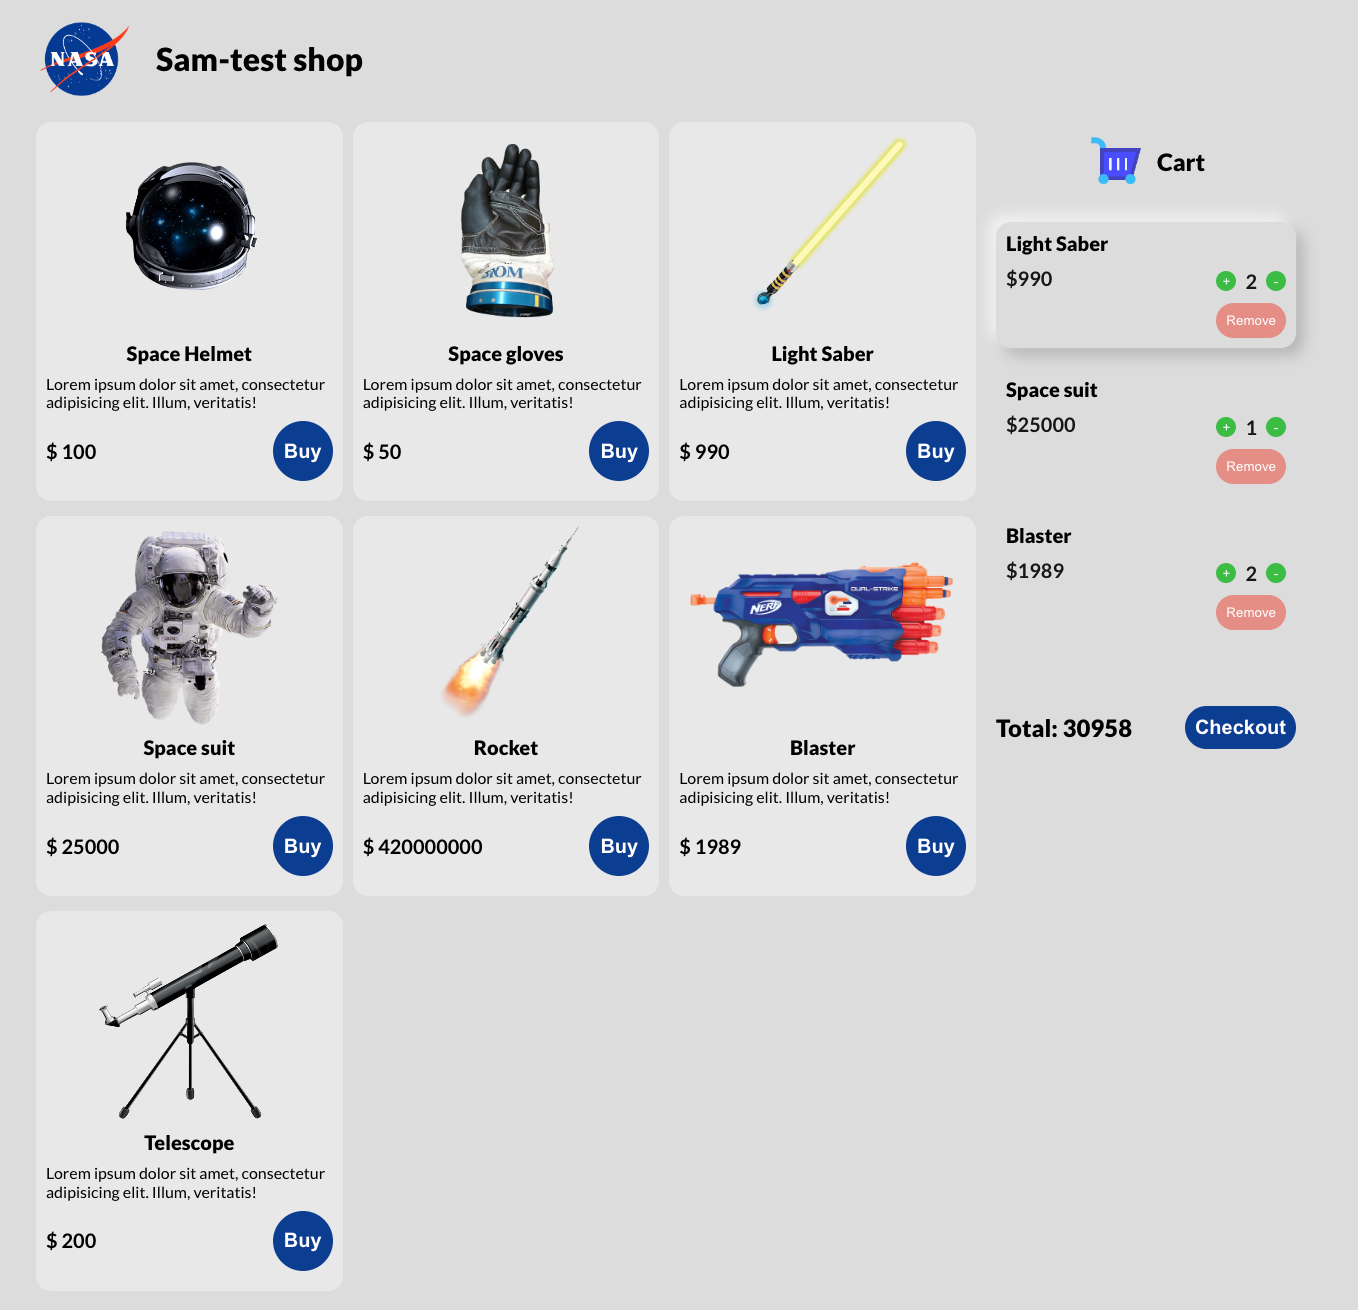 NASA
Sam-test shop
Space Helmet
Lorem ipsum dolor sit amet, consectetur
adipisicing elit. Illum, veritatis!
$ 100
Buy
Space gloves
Lorem ipsum dolor sit amet, consectetur
adipisicing elit. Illum, veritatis!
$ 50
Buy
Light Saber
Lorem ipsum dolor sit amet, consectetur
adipisicing elit. Illum, veritatis!
$ 990
Buy
Space suit
Lorem ipsum dolor sit amet, consectetur
adipisicing elit. Illum, veritatis!
$ 25000
Buy
Rocket
Lorem ipsum dolor sit amet, consectetur
adipisicing elit. Illum, veritatis!
$ 420000000
Buy
NERF
DUAL-STRIKE
Blaster
Lorem ipsum dolor sit amet, consectetur
adipisicing elit. Illum, veritatis!
$ 1989
Buy
Telescope
Lorem ipsum dolor sit amet, consectetur
adipisicing elit. Illum, veritatis!
$ 200
Buy
Cart
Light Saber
$990
+ 2 -
Remove
Space suit
$25000
+ 1 -
Remove
Blaster
$1989
+ 2 -
Remove
Total: 30958
Checkout